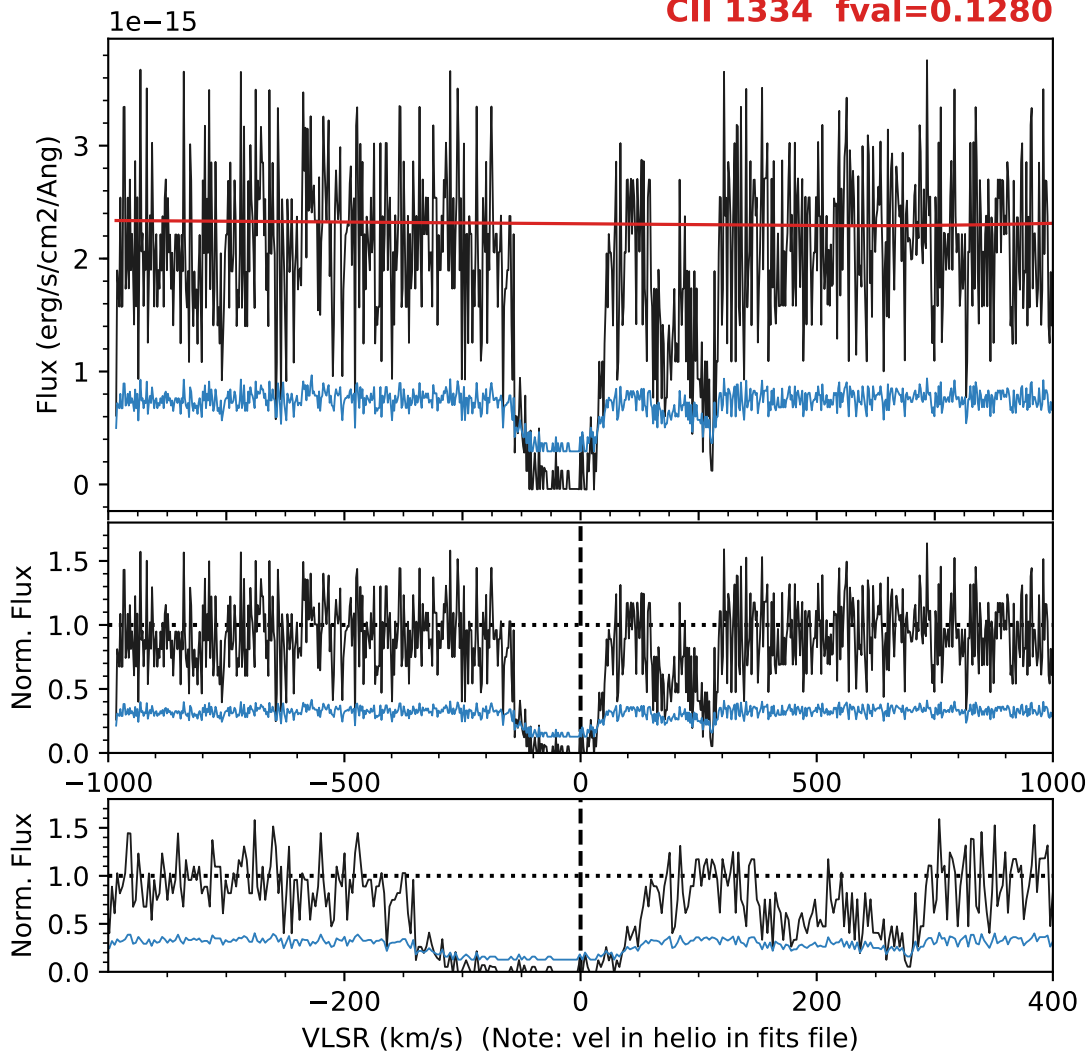 CII 1334 fval=0.1280
1e−15
3
2
1
0
Flux (erg/s/cm2/Ang)
1.5
1.0
0.5
0.0
Norm. Flux
−1000 −500 0 500 1000
1.5
1.0
0.5
0.0
Norm. Flux
−200 0 200 400
VLSR (km/s) (Note: vel in helio in fits file)